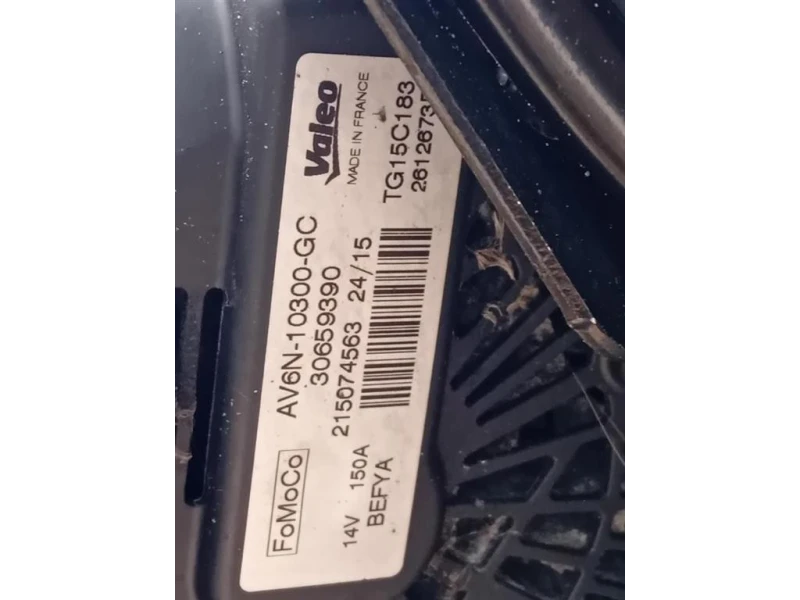 FoMoCo AV6N-10300-GC Valeo
30659390 MADE IN FRANCE
14V 150A 215074563 24/15 TG15C183
BEFYA